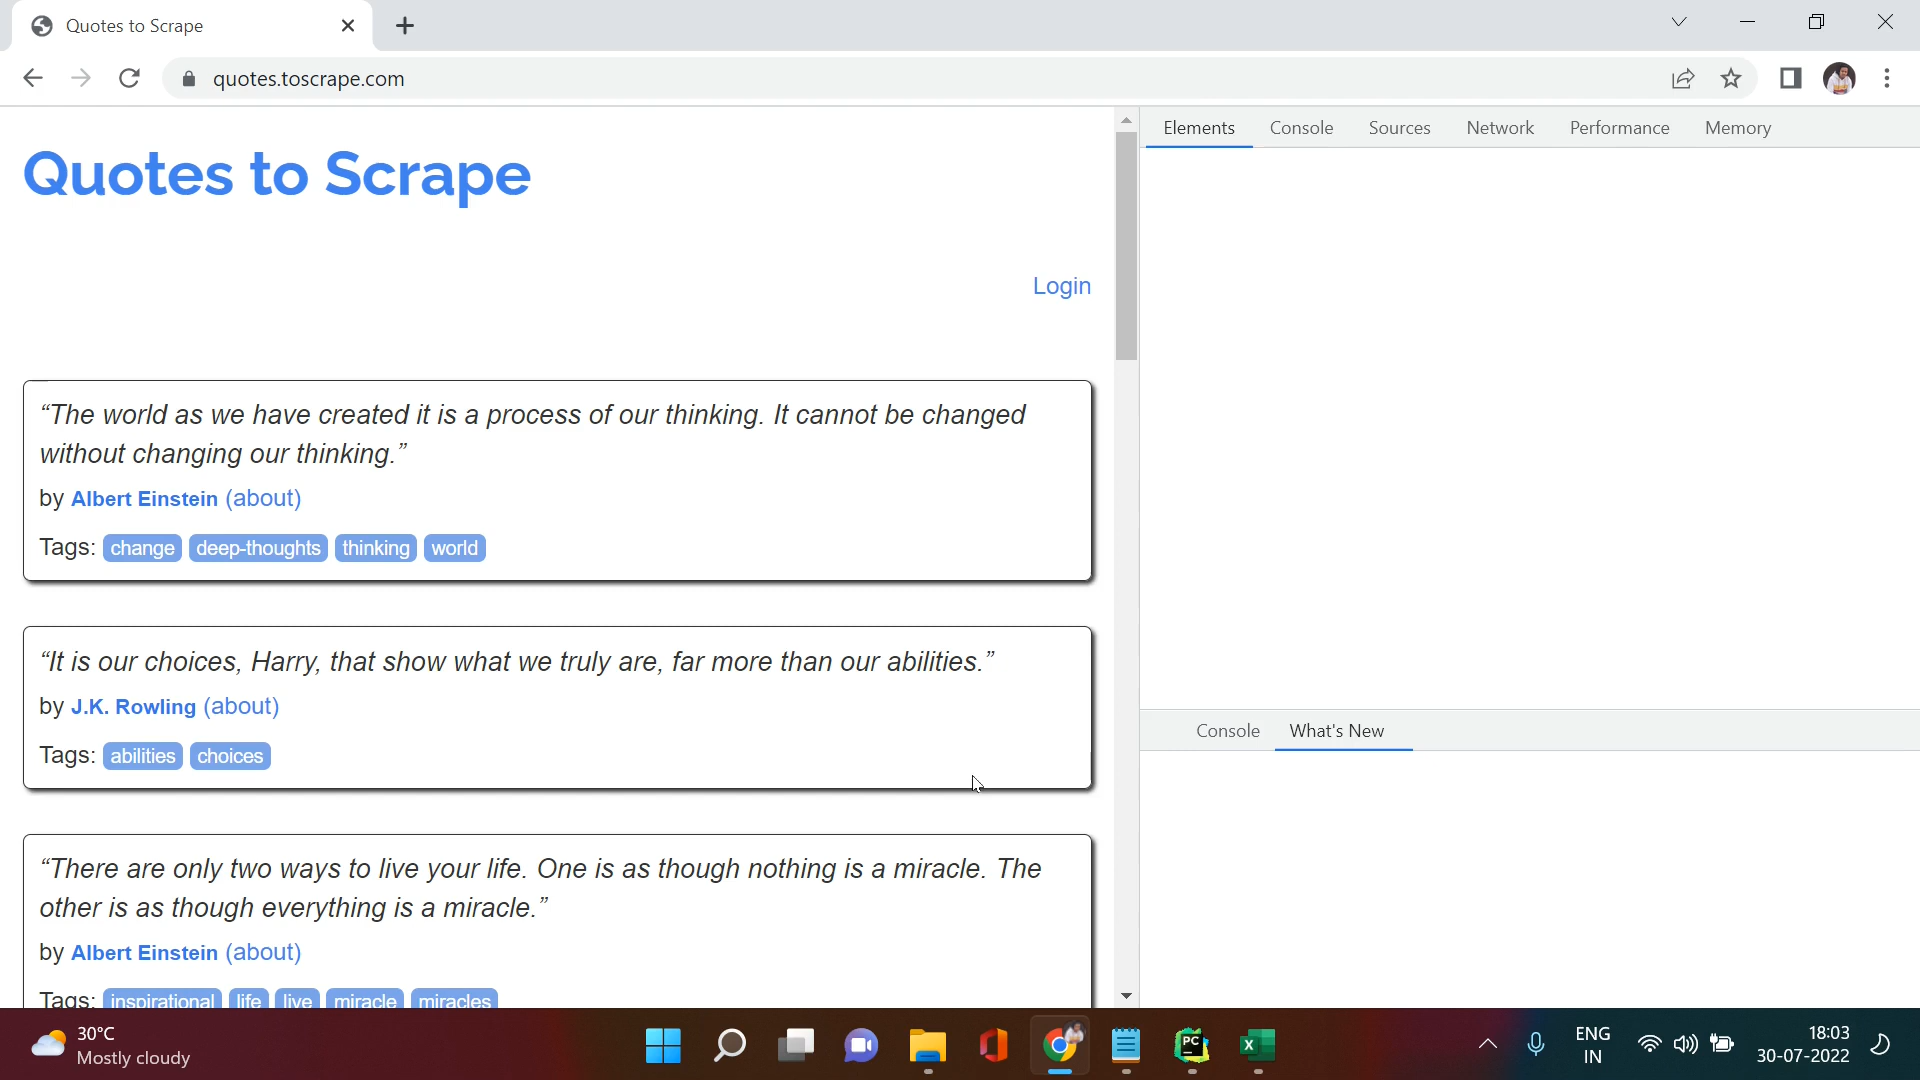 Quotes to Scrape
quotes.toscrape.com
Elements Console Sources Network Performance Memory
Quotes to Scrape
Login
“The world as we have created it is a process of our thinking. It cannot be changed
without changing our thinking.”
by Albert Einstein (about)
Tags: change deep-thoughts thinking world
“It is our choices, Harry, that show what we truly are, far more than our abilities.”
by J.K. Rowling (about)
Tags: abilities choices
“There are only two ways to live your life. One is as though nothing is a miracle. The
other is as though everything is a miracle.”
by Albert Einstein (about)
Tags: inspirational life live miracle miracles
Console What's New
30°C
Mostly cloudy
PC
X
ENG
IN
18:03
30-07-2022